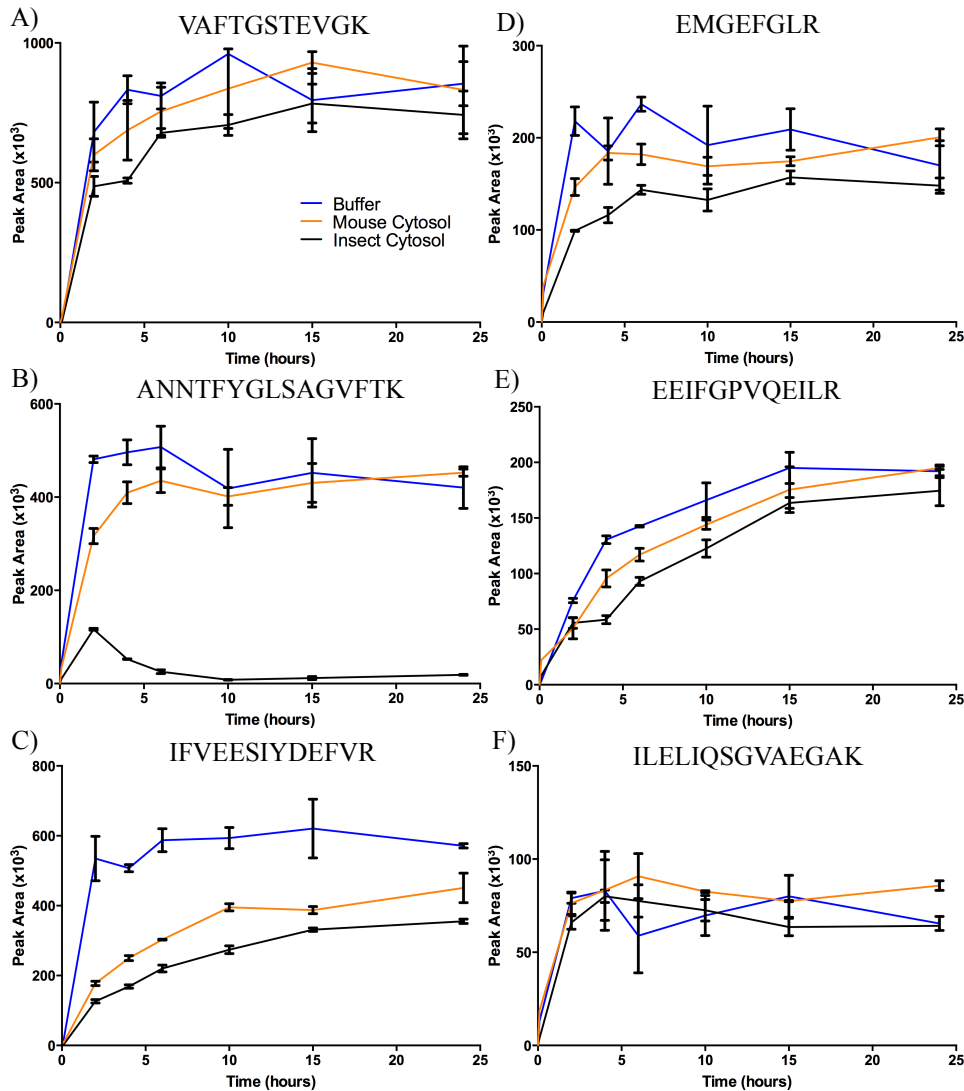 A)
VAFTGSTEVGK
Peak Area (x10³)
1000
500
0
0 5 10 15 20 25
Time (hours)
Buffer
Mouse Cytosol
Insect Cytosol
D)
EMGEFGLR
Peak Area (x10³)
300
200
100
0
0 5 10 15 20 25
Time (hours)
B)
ANNTFYGLSAGVFTK
Peak Area (x10³)
600
400
200
0
0 5 10 15 20 25
Time (hours)
E)
EEIFGPVQEILR
Peak Area (x10³)
250
200
150
100
50
0
0 5 10 15 20 25
Time (hours)
C)
IFVEESIYDEFVR
Peak Area (x10³)
800
600
400
200
0
0 5 10 15 20 25
Time (hours)
F)
ILELIQSGVAEGAK
Peak Area (x10³)
150
100
50
0
0 5 10 15 20 25
Time (hours)